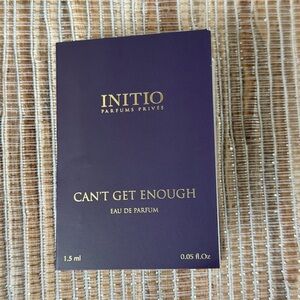 INITIO
PARFUMS PRIVÉS
CAN'T GET ENOUGH
EAU DE PARFUM
1,5 ml 0.05 fl.Oz